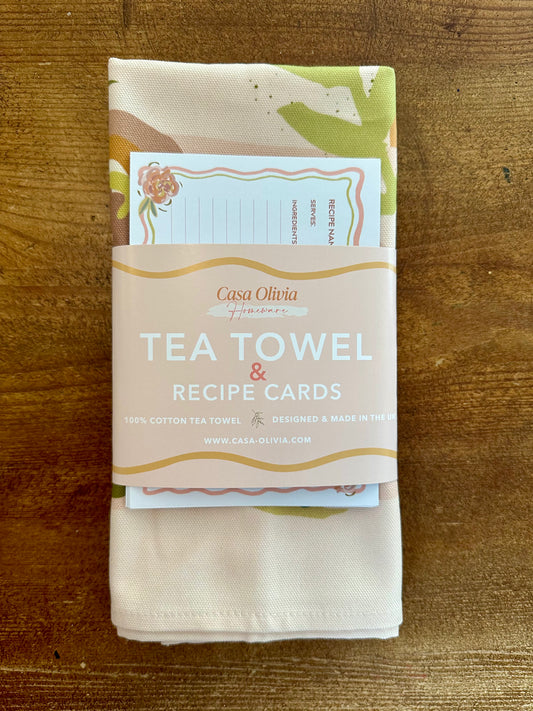 RECIPE NAM
SERVES:
INGREDIENTS
Casa Olivia
Homeware
TEA TOWEL
&
RECIPE CARDS
100% COTTON TEA TOWEL
DESIGNED & MADE IN THE UK
WWW.CASA-OLIVIA.COM